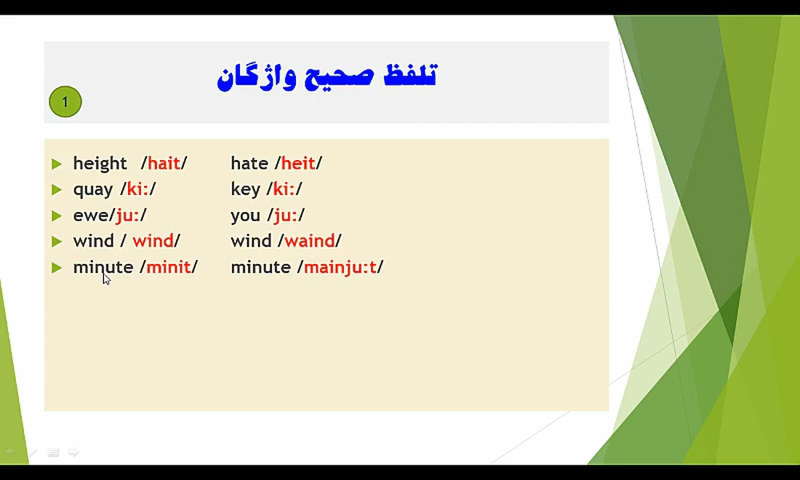 تلفظ صحیح واژگان
1
height /hait/ hate /heit/
quay /ki:/ key /ki:/
ewe/ju:/ you /ju:/
wind / wind/ wind /waind/
minute /minit/ minute /mainju:t/